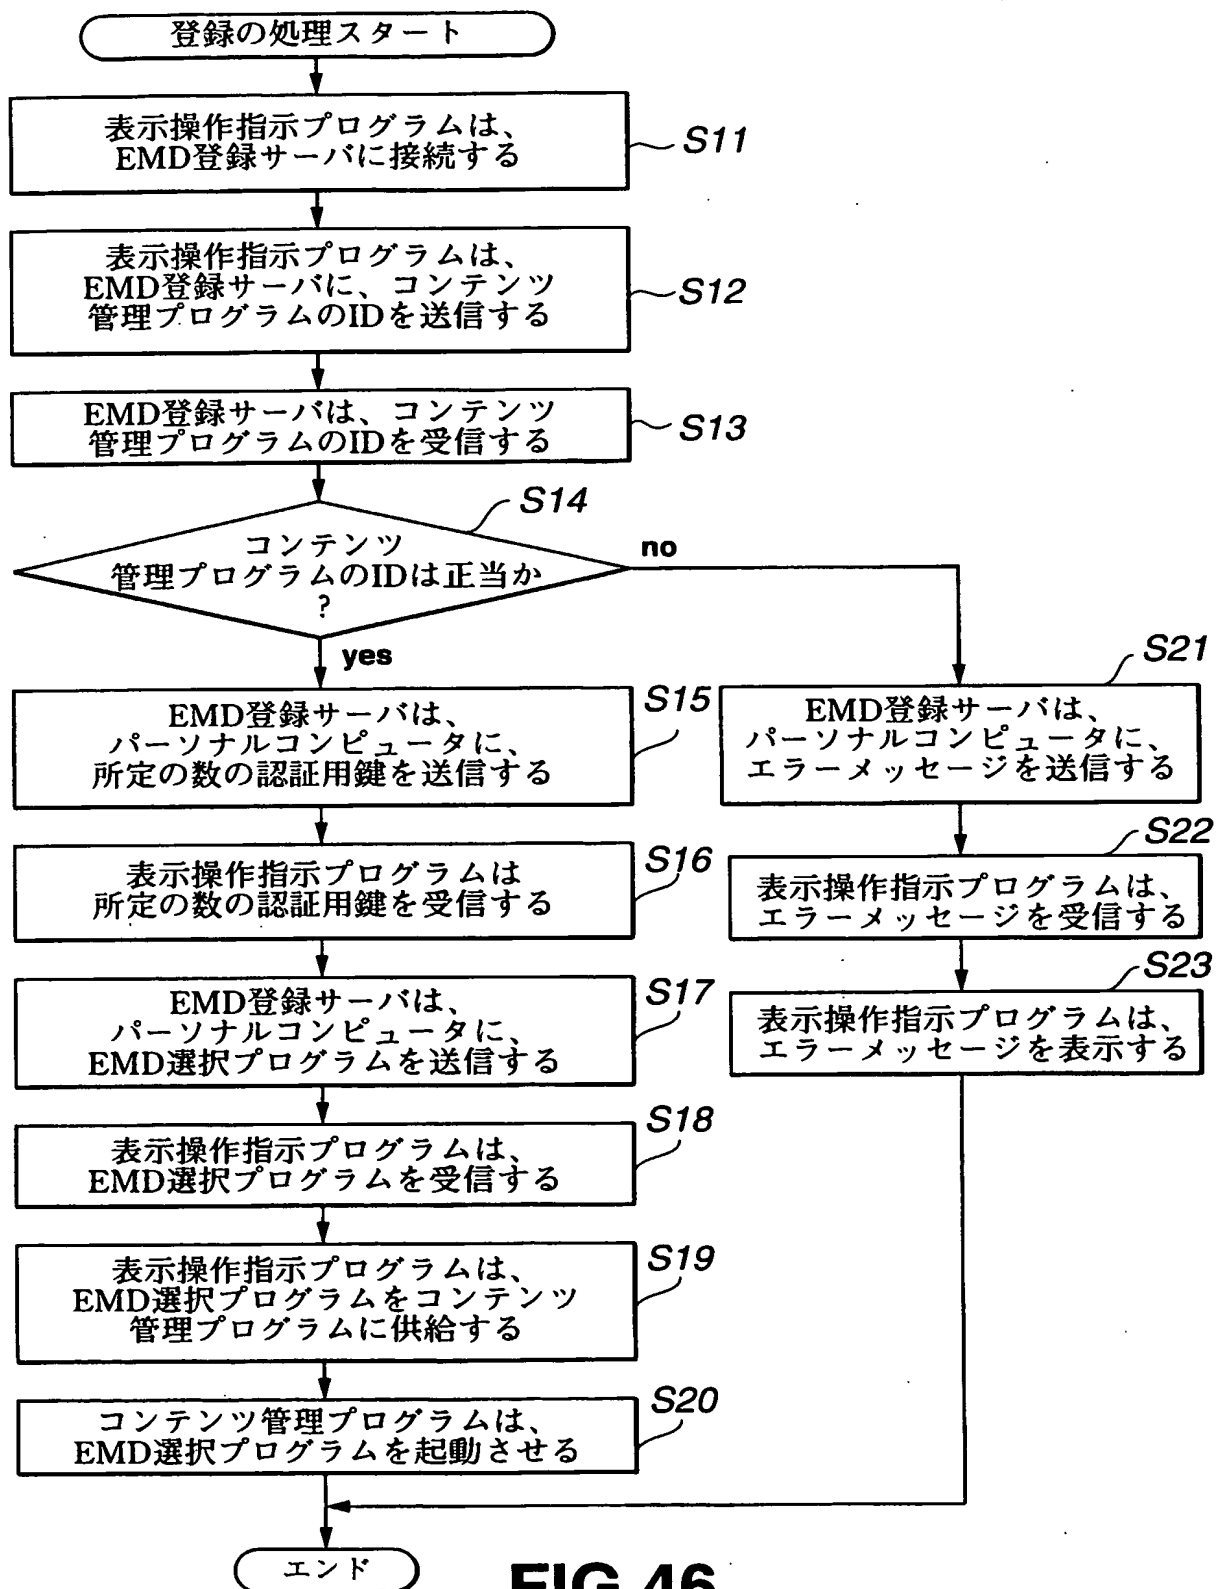 登録の処理スタート
表示操作指示プログラムは、
EMD登録サーバに接続する
S11
表示操作指示プログラムは、
EMD登録サーバに、コンテンツ
管理プログラムのIDを送信する
S12
EMD登録サーバは、コンテンツ
管理プログラムのIDを受信する
S13
S14
コンテンツ
管理プログラムのIDは正当か
?
no
yes
EMD登録サーバは、
パーソナルコンピュータに、
所定の数の認証用鍵を送信する
S15
表示操作指示プログラムは
所定の数の認証用鍵を受信する
S16
EMD登録サーバは、
パーソナルコンピュータに、
EMD選択プログラムを送信する
S17
表示操作指示プログラムは、
EMD選択プログラムを受信する
S18
表示操作指示プログラムは、
EMD選択プログラムをコンテンツ
管理プログラムに供給する
S19
コンテンツ管理プログラムは、
EMD選択プログラムを起動させる
S20
S21
EMD登録サーバは、
パーソナルコンピュータに、
エラーメッセージを送信する
S22
表示操作指示プログラムは、
エラーメッセージを受信する
S23
表示操作指示プログラムは、
エラーメッセージを表示する
エンド
FIG.46